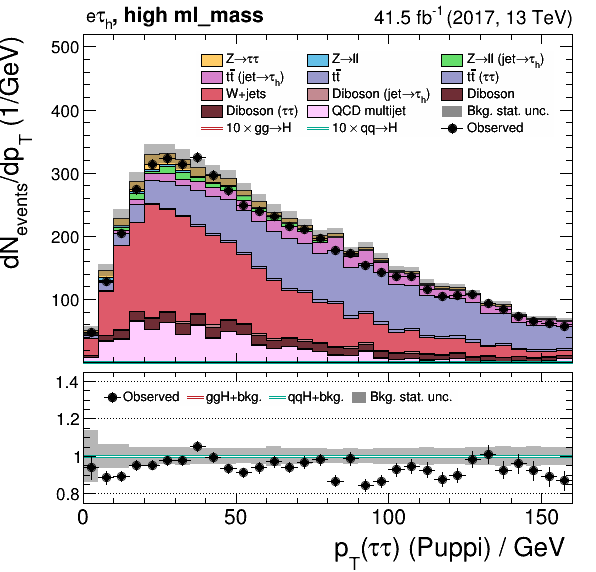 eτh, high ml_mass 41.5 fb-1 (2017, 13 TeV)
dNevents/dpT (1/GeV)
500
400
300
200
100
Z→ττ Z→ll Z→ll (jet→τh)
tt̄ (jet→τh) tt̄ tt̄ (ττ)
W+jets Diboson (jet→τh) Diboson
Diboson (ττ) QCD multijet Bkg. stat. unc.
10 × gg→H 10 × qq→H Observed
1.4
1.2
1
0.8
Observed ggH+bkg. qqH+bkg. Bkg. stat. unc.
0 50 100 150
pT(ττ) (Puppi) / GeV